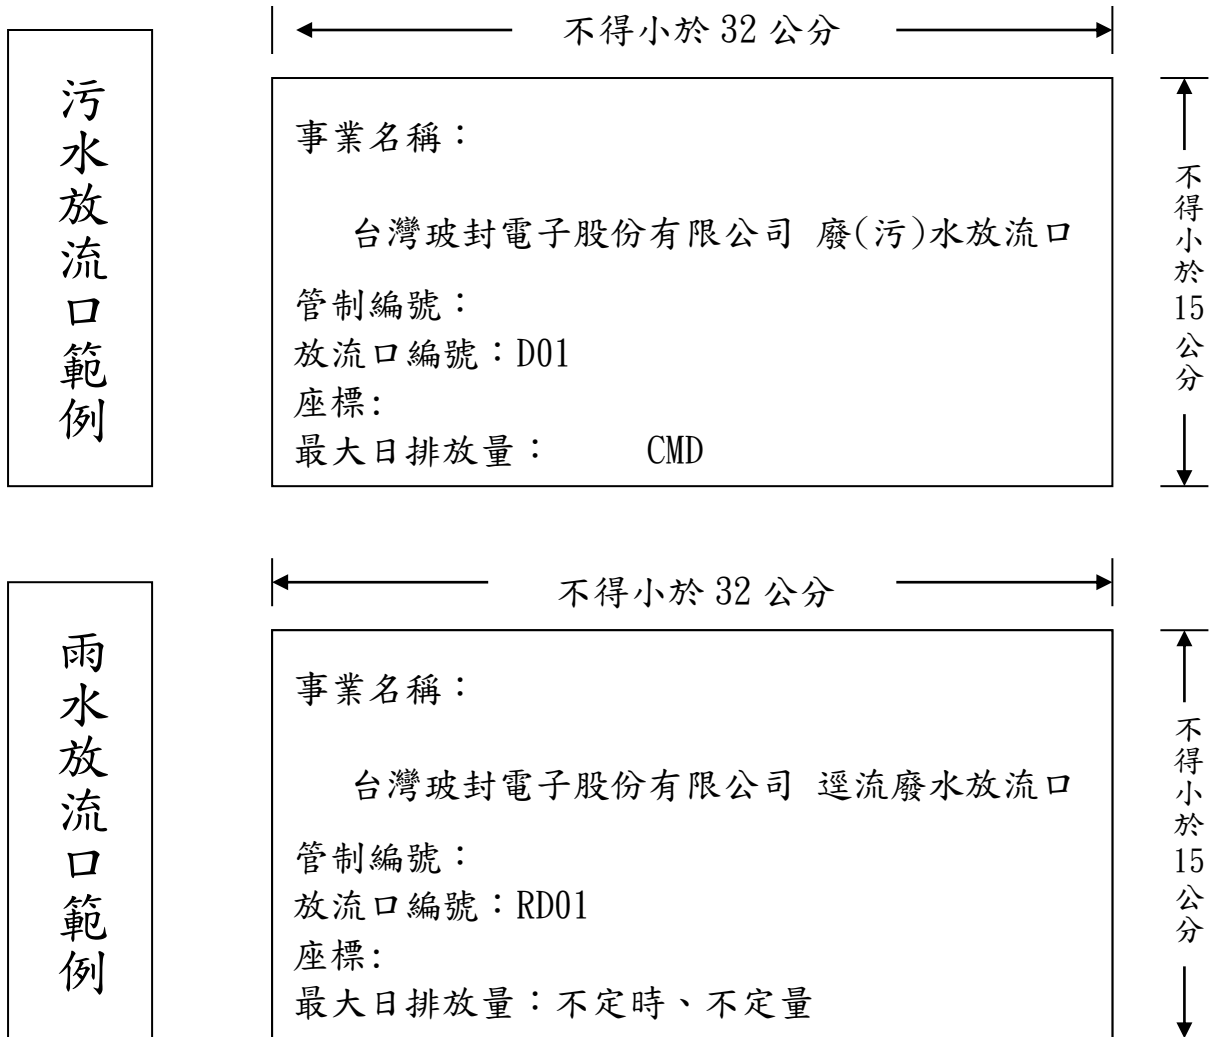 污水放流口範例
不得小於 32 公分
事業名稱：
台灣玻封電子股份有限公司 廢(污)水放流口
管制編號：
放流口編號：D01
座標:
最大日排放量： CMD
不得小於15公分
雨水放流口範例
不得小於 32 公分
事業名稱：
台灣玻封電子股份有限公司 逕流廢水放流口
管制編號：
放流口編號：RD01
座標:
最大日排放量：不定時、不定量
不得小於15公分